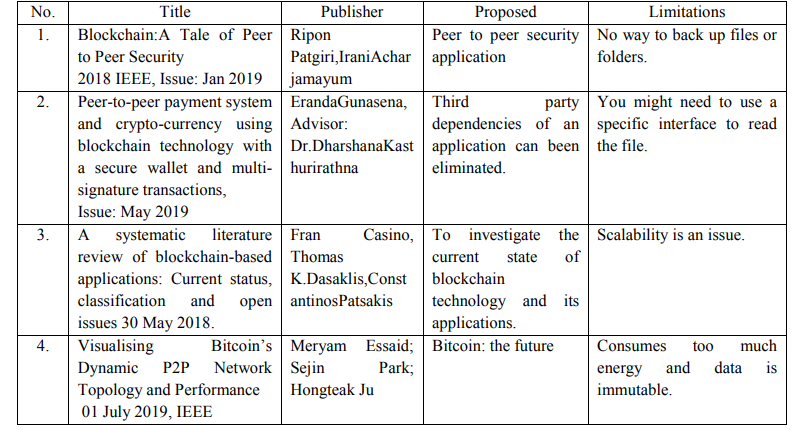 No. Title Publisher Proposed Limitations
1. Blockchain:A Tale of Peer to Peer Security
2018 IEEE, Issue: Jan 2019
Ripon
Patgiri,IraniAchar
jamayum
Peer to peer security
application
No way to back up files or
folders.
2. Peer-to-peer payment system
and crypto-currency using
blockchain technology with
a secure wallet and multi-
signature transactions,
Issue: May 2019
ErandaGunasena,
Advisor:
Dr.DharshanaKast
hurirathna
Third party
dependencies of an
application can been
eliminated.
You might need to use a
specific interface to read
the file.
3. A systematic literature
review of blockchain-based
applications: Current status,
classification and open
issues 30 May 2018.
Fran Casino,
Thomas
K.Dasaklis,Const
antinosPatsakis
To investigate the
current state of
blockchain
technology and its
applications.
Scalability is an issue.
4. Visualising Bitcoin's
Dynamic P2P Network
Topology and Performance
01 July 2019, IEEE
Meryam Essaid;
Sejin Park;
Hongteak Ju
Bitcoin: the future
Consumes too much
energy and data is
immutable.